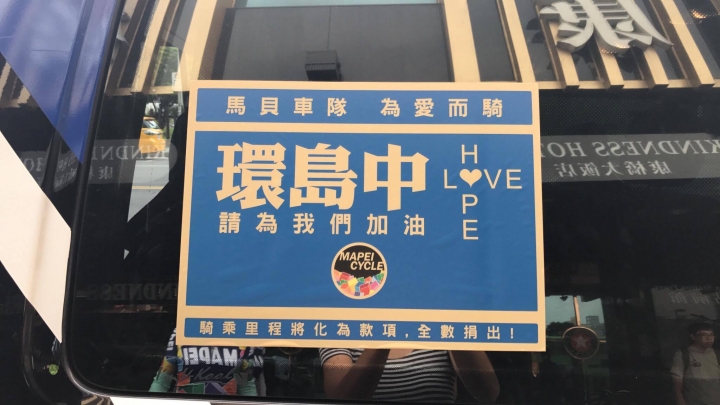 康
KINDNESS HOTEL
康橋大飯店
馬貝車隊 為愛而騎
環島中
請為我們加油
HOPE
LOVE
MAPEI
CYCLE
騎乘里程將化為款項,全數捐出!
MAPEI